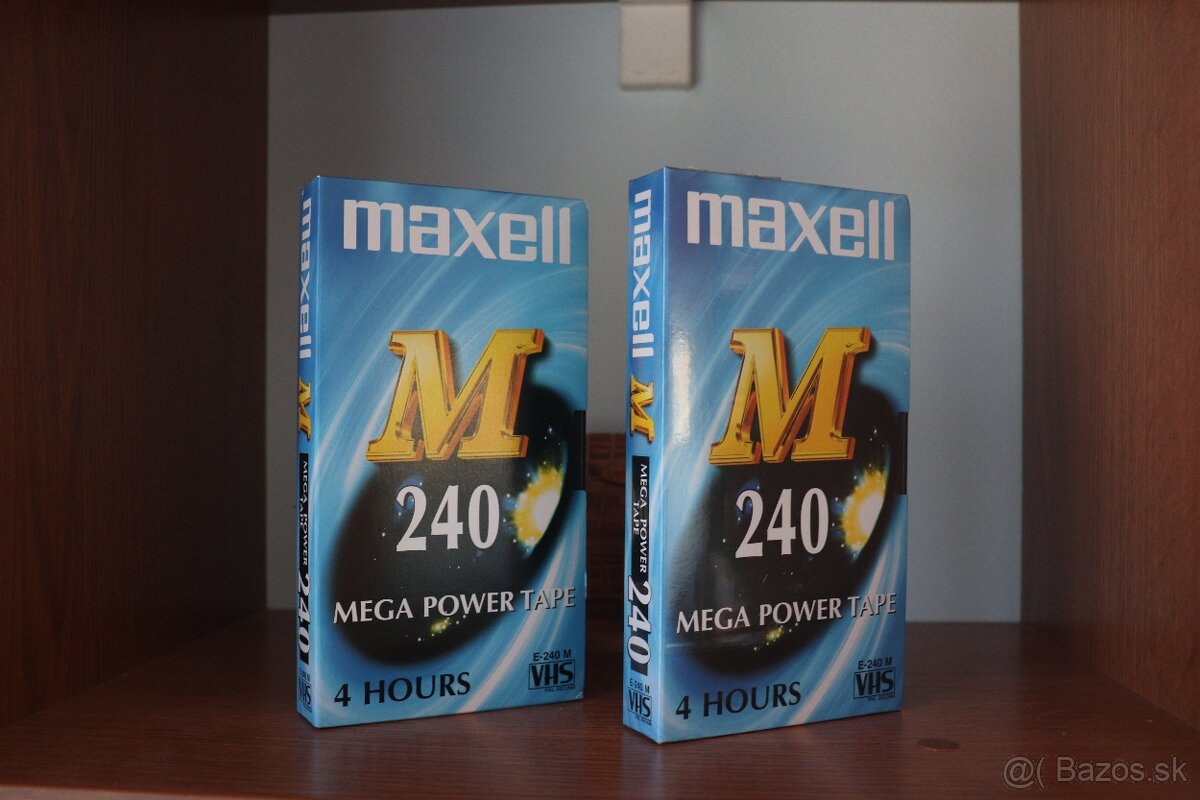 maxell
M
240
MEGA POWER TAPE
4 HOURS
E-240 M
VHS
maxell
M
MEGA POWER
TAPE
240
VHS
maxell
M
240
MEGA POWER TAPE
4 HOURS
E-240 M
VHS
maxell
M
MEGA POWER
TAPE
240
E-240 M
VHS
@( Bazos.sk